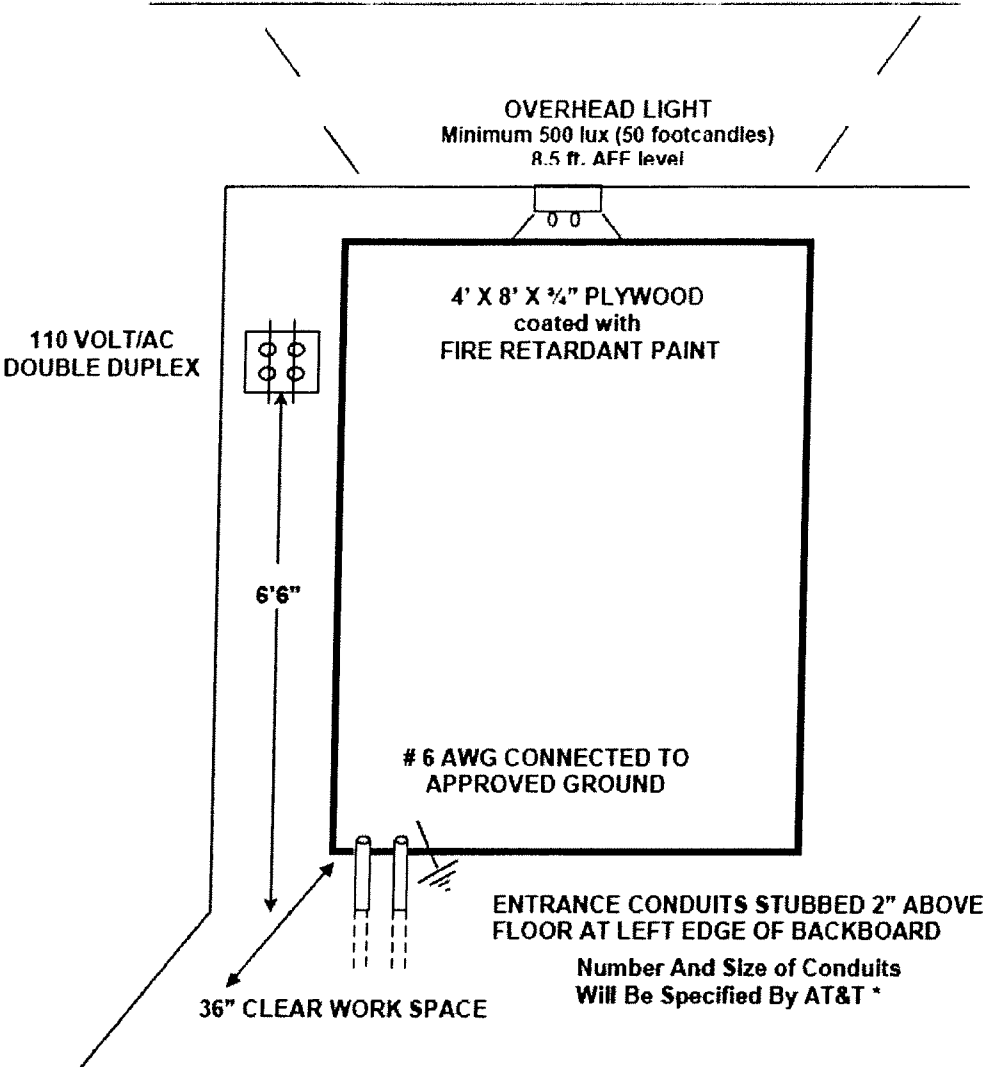 OVERHEAD LIGHT
Minimum 500 lux (50 footcandles)
8.5 ft. AFF level
4' X 8' X ¾" PLYWOOD
coated with
FIRE RETARDANT PAINT
110 VOLT/AC
DOUBLE DUPLEX
6'6"
# 6 AWG CONNECTED TO
APPROVED GROUND
ENTRANCE CONDUITS STUBBED 2" ABOVE
FLOOR AT LEFT EDGE OF BACKBOARD
Number And Size of Conduits
Will Be Specified By AT&T *
36" CLEAR WORK SPACE